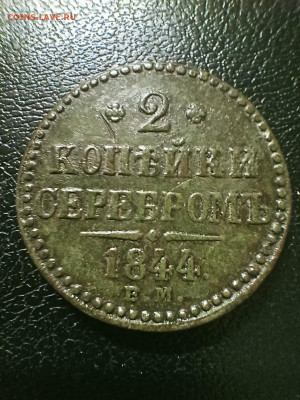 COINS.LAVE.RU
2
КОПѢЙКИ
СЕРЕБРОМЪ
1844
Е.М.